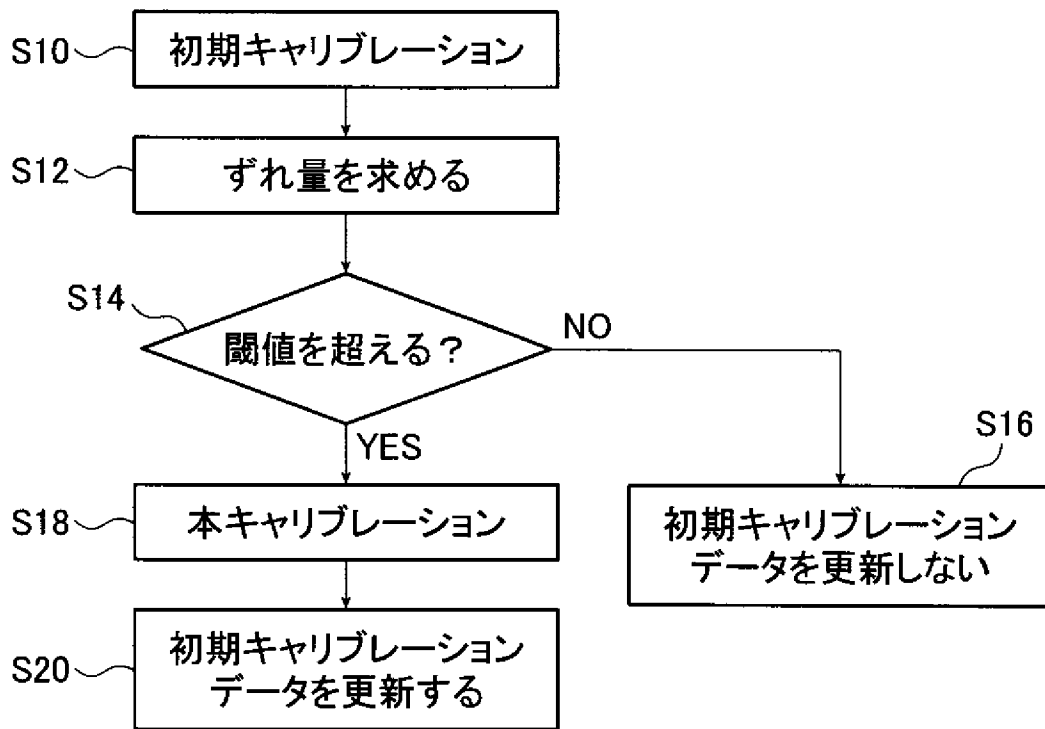 S10
初期キャリブレーション
S12
ずれ量を求める
S14
閾値を超える？
NO
YES
S16
S18
本キャリブレーション
初期キャリブレーション
データを更新しない
S20
初期キャリブレーション
データを更新する